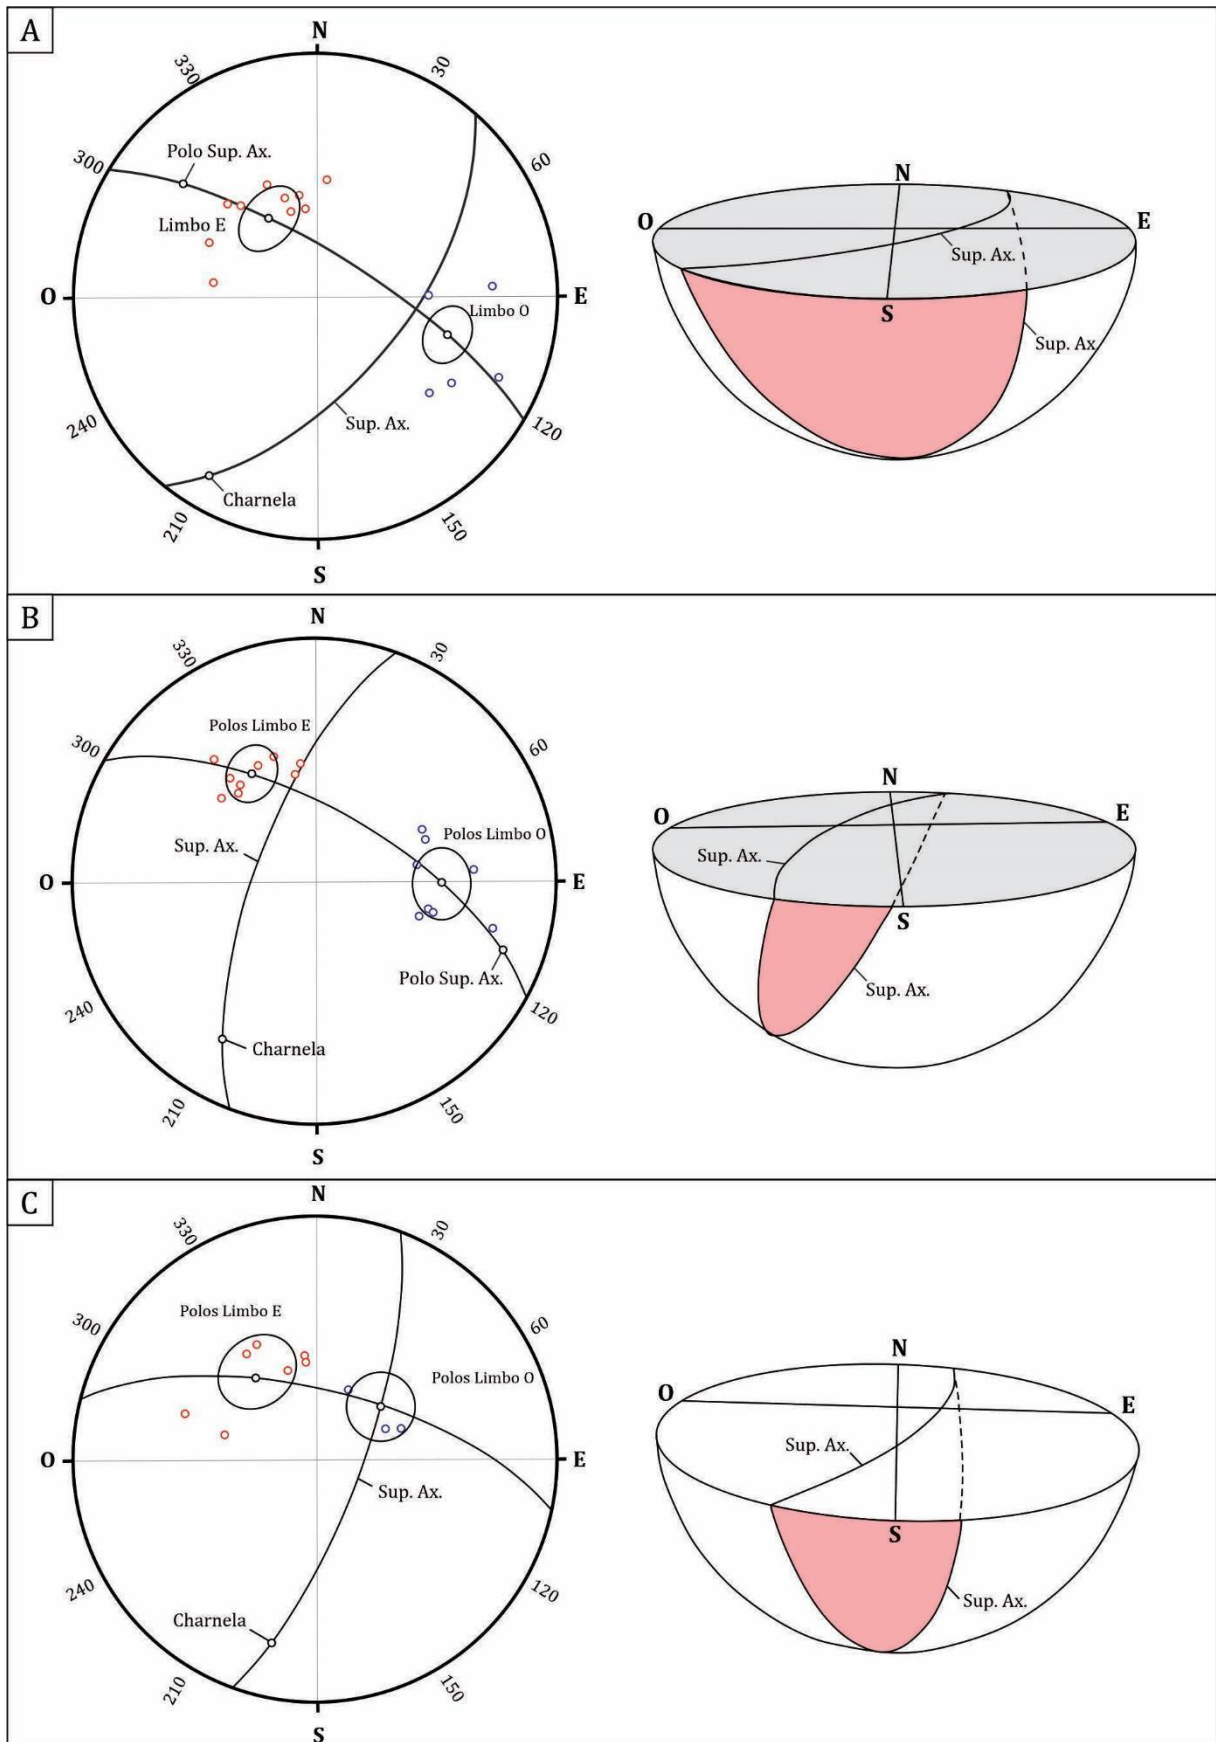 A
N
330
30
300
60
Polo Sup. Ax.
Limbo E
O
E
Limbo O
240
Sup. Ax.
120
Charnela
210
150
S
N
O
E
Sup. Ax.
S
Sup. Ax.
B
N
330
30
300
60
Polos Limbo E
Polos Limbo O
Sup. Ax.
O
E
Polo Sup. Ax.
240
120
Charnela
210
150
S
N
O
E
Sup. Ax.
S
Sup. Ax.
C
N
330
30
300
60
Polos Limbo E
Polos Limbo O
O
E
Sup. Ax.
240
120
Charnela
210
150
S
N
O
E
Sup. Ax.
S
Sup. Ax.